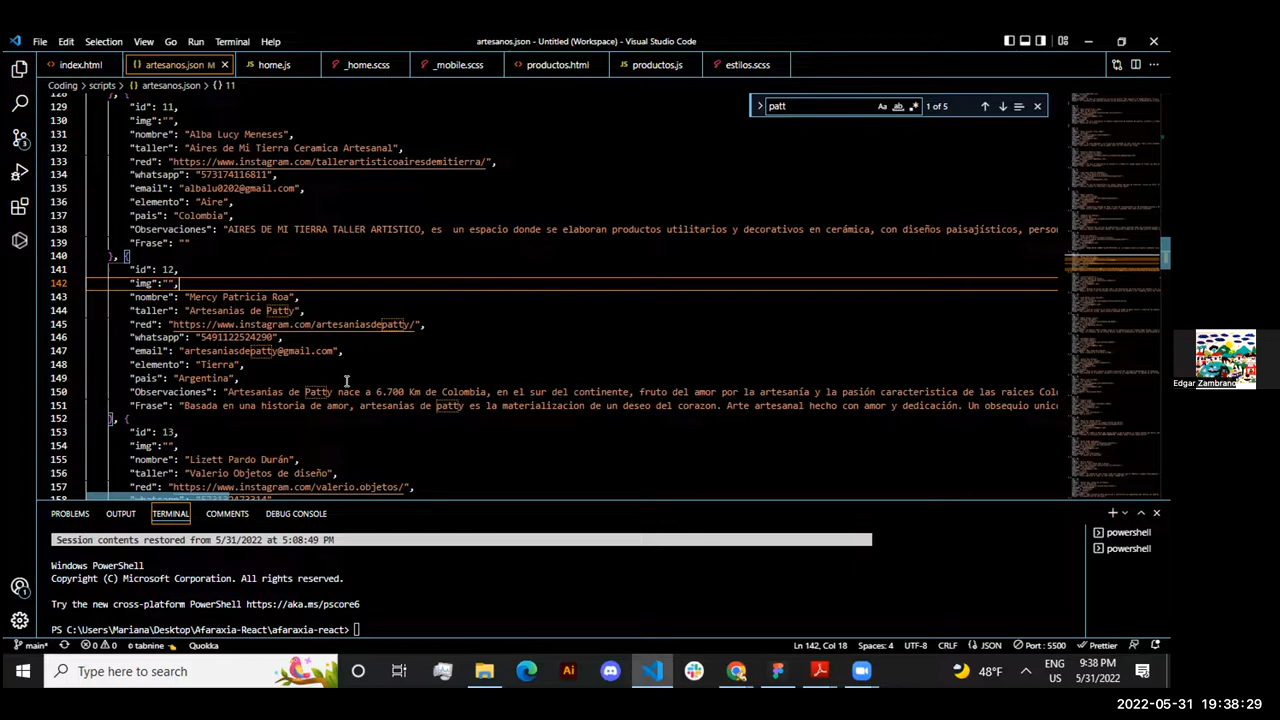 File Edit Selection View Go Run Terminal Help
artesanos.json - Untitled (Workspace) - Visual Studio Code
index.html
artesanos.json M
home.js
_home.scss
_mobile.scss
productos.html
productos.js
estilos.scss
Coding > scripts > artesanos.json > {} 11
patt
Aa ab .*
1 of 5
128 }, {
129 "id": 11,
130 "img":"",
131 "nombre": "Alba Lucy Meneses",
132 "taller": "Aires de Mi Tierra Ceramica Artesanal",
133 "red": "https://www.instagram.com/tallerartisticoairesdemitierra/",
134 "whatsapp": "573174116811",
135 "email": "albalu0202@gmail.com",
136 "elemento": "Aire",
137 "pais": "Colombia",
138 "Observaciones": "AIRES DE MI TIERRA TALLER es un donde se elaboran productos utilitarios y decorativos en cerámica, con diseños paisajísticos, perso
139 "Frase": ""
140 }, {
141 "id": 12,
142 "img":"",
143 "nombre": "Mercy Patricia Roa",
144 "taller": "Artesanias de Patty",
145 "red": "https://www.instagram.com/artesaniasdepatty/",
146 "whatsapp": "5491122524290",
147 "email": "artesaniasdepatty@gmail.com",
148 "elemento": "Tierra",
149 "pais": "Argentina",
150 "Observaciones": "Artesanias de Patty nace a Km de colombia, en el sur del continente, fruto del amor por la artesania y la pasión caracteristica de las raices Col
151 "Frase": "Basada en una historia de amor, artesanias de patty es la materializacion de un deseo del corazon. Arte artesanal hecho con amor y dedicación. Un obsequio unico
152 }, {
153 "id": 13,
154 "img":"",
155 "nombre": "Lizett Pardo Durán",
156 "taller": "Valerio Objetos de diseño",
157 "red": "https://www.instagram.com/valerio.objetos/",
158 "whatsapp":
PROBLEMS OUTPUT TERMINAL COMMENTS DEBUG CONSOLE
powershell
powershell
Session contents restored from 5/31/2022 at 5:08:49 PM
Windows PowerShell
Copyright (C) Microsoft Corporation. All rights reserved.
Try the new cross-platform PowerShell https://aka.ms/pscore6
PS C:\Users\Mariana\Desktop\Afaraxia-React\afaraxia-react>
Edgar Zambrano
main* 0 0 tabnine Quokka
Ln 142, Col 18 Spaces: 4 UTF-8 CRLF JSON Port : 5500 Prettier
Type here to search
48°F
ENG
US
9:38 PM
5/31/2022
2022-05-31 19:38:29